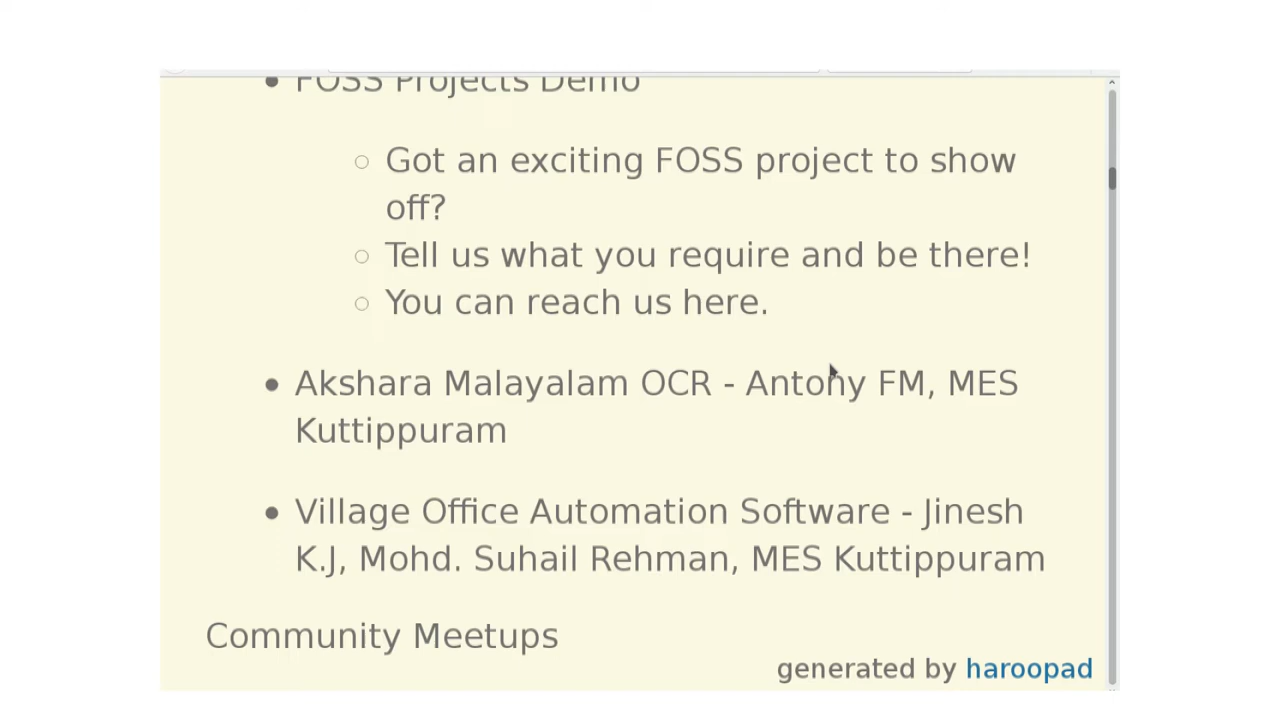 FOSS Projects Demo
Got an exciting FOSS project to show
off?
Tell us what you require and be there!
You can reach us here.
Akshara Malayalam OCR - Antony FM, MES
Kuttippuram
Village Office Automation Software - Jinesh
K.J, Mohd. Suhail Rehman, MES Kuttippuram
Community Meetups
generated by haroopad